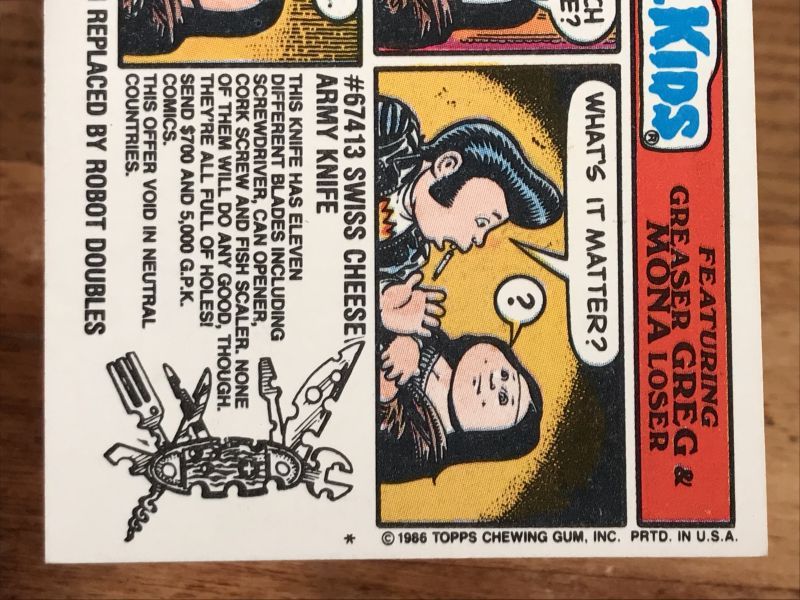 .KIDS®
FEATURING
GREASER GREG &
MONA LOSER
WHAT'S IT MATTER?
?
#67413 SWISS CHEESE
ARMY KNIFE
THIS KNIFE HAS ELEVEN
DIFFERENT BLADES INCLUDING
SCREWDRIVER, CAN OPENER,
CORK SCREW AND FISH SCALER. NONE
OF THEM WILL DO ANY GOOD, THOUGH.
THEY'RE ALL FULL OF HOLES!
SEND $700 AND 5,000 G.P.K.
COMICS.
THIS OFFER VOID IN NEUTRAL
COUNTRIES.
REPLACED BY ROBOT DOUBLES
* © 1986 TOPPS CHEWING GUM, INC. PRTD. IN U.S.A.